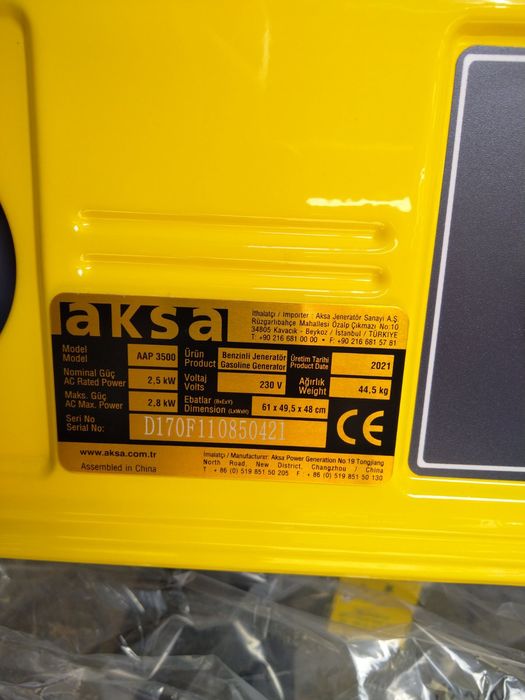 aksa
İthalatçı / Importer : Aksa Jeneratör Sanayi A.Ş.
Rüzgarlıbahçe Mahallesi Özalp Çıkmazı No:10
34805 Kavacık - Beykoz / İstanbul / TÜRKİYE
T: +90 216 681 00 00 - F: +90 216 681 57 81
Model
Model
AAP 3500
Ürün
Product
Benzinli Jeneratör
Gasoline Generator
Üretim Tarihi
Product Date
2021
Nominal Güç
AC Rated Power
2,5 kW
Voltaj
Volts
230 V
Ağırlık
Weight
44,5 kg
Maks. Güç
AC Max. Power
2.8 kW
Ebatlar (BxExY)
Dimension (LxWxH)
61 x 49,5 x 48 cm
Seri No
Serial No:
D170F110850421
CE
www.aksa.com.tr
Assembled in China
İmalatçı / Manufacturer: Aksa Power Generation No.19 Tongjiang
North Road, New District, Changzhou / China
T : + 86 (0) 519 851 50 205 F : + 86 (0) 519 851 50 130